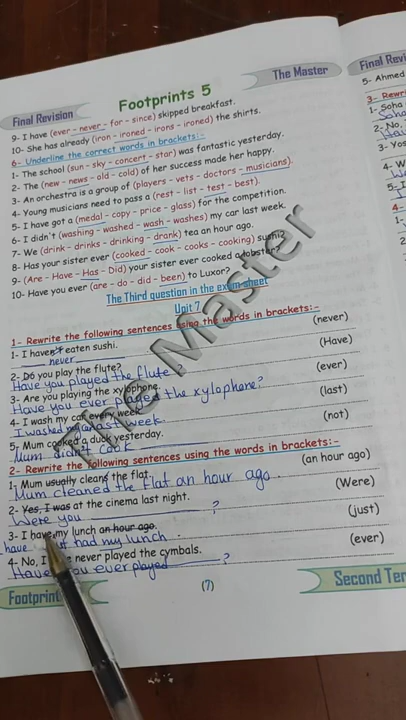 Final Revision
Footprints 5
The Master
9- I have (ever - never - for - since) skipped breakfast.
10- She has already (iron - ironed - irons - ironed) the shirts.
6- Underline the correct words in brackets:-
1- The school (sun - sky - concert - star) was fantastic yesterday.
2- The (new - news - old - cold) of her success made her happy.
3- An orchestra is a group of (players - vets - doctors - musicians).
4- Young musicians need to pass a (rest - list - test - best).
5- I have got a (medal - copy - price - glass) for the competition.
6- I didn't (washing - washed - wash - washes) my car last week.
7- We (drink - drinks - drinking - drank) tea an hour ago.
8- Has your sister ever (cooked - cook - cooks - cooking) sushi?
9- (Are - Have - Has - Did) your sister ever cooked a lobster?
10- Have you ever (are - do - did - been) to Luxor?
The Third question in the exam sheet
Unit 7
1- Rewrite the following sentences using the words in brackets:-
1- I haven't eaten sushi. (never)
never
2- Do you play the flute? (Have)
Have you played the flute
3- Are you playing the xylophone. (ever)
Have you ever played the xylophone?
4- I wash my car every week. (last)
I washed my car last week.
5- Mum cooked a duck yesterday. (not)
Mum didn't cook
2- Rewrite the following sentences using the words in brackets:-
1- Mum usually cleans the flat. (an hour ago)
Mum cleaned the flat an hour ago
2- Yes, I was at the cinema last night. (Were)
Were you ?
3- I have my lunch an hour ago. (just)
have had my lunch.
4- No, I never played the cymbals. (ever)
Have you ever played ?
Footprint
(7)
Second Ter
The Master
Final Revi
5- Ahmed
3- Rewri
1- Soha
Soha
2- No,
3- Yos
4- W
5- I
4-
1-
2